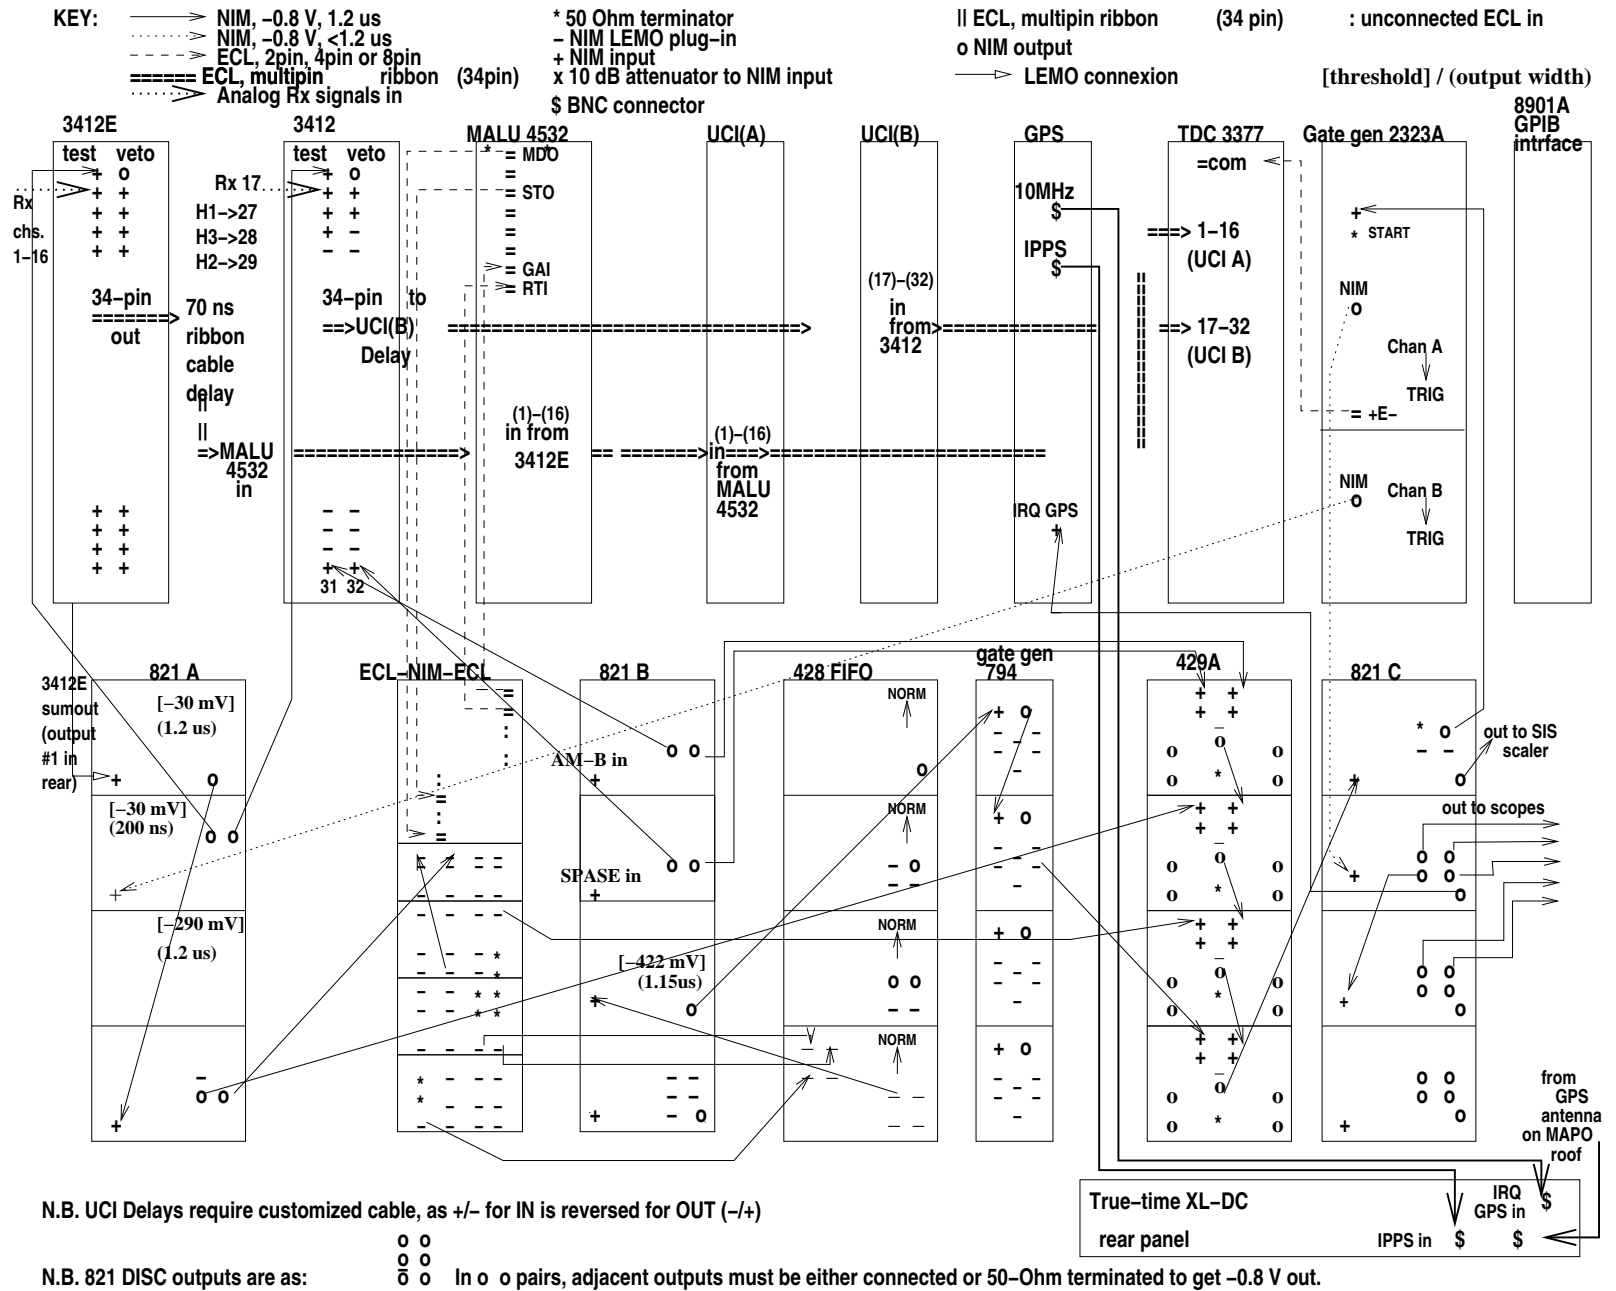 KEY:
NIM, −0.8 V, 1.2 us
NIM, −0.8 V, <1.2 us
ECL, 2pin, 4pin or 8pin
====== ECL, multipin ribbon (34pin)
Analog Rx signals in
* 50 Ohm terminator
− NIM LEMO plug−in
+ NIM input
x 10 dB attenuator to NIM input
$ BNC connector
|| ECL, multipin ribbon (34 pin)
o NIM output
LEMO connexion
: unconnected ECL in
[threshold] / (output width)
3412E
test veto
Rx
chs.
1−16
34−pin
=======>
out
70 ns
ribbon
cable
delay
||
||
=>MALU
4532
in
3412
test veto
Rx 17
H1−>27
H3−>28
H2−>29
34−pin to
==>UCI(B)
Delay
31 32
MALU 4532
= MDO
= STO
= GAI
= RTI
(1)−(16)
in from
3412E
UCI(A)
(1)−(16)
in===>
from
MALU
4532
UCI(B)
(17)−(32)
in
from>
3412
GPS
10MHz
$
IPPS
$
IRQ GPS
+
TDC 3377
=com
===> 1−16
(UCI A)
==> 17−32
(UCI B)
Gate gen 2323A
+
* START
NIM
o
Chan A
TRIG
= +E−
NIM
o
Chan B
TRIG
8901A
GPIB
intrface
3412E
sumout
(output
#1 in
rear)
821 A
[−30 mV]
(1.2 us)
[−30 mV]
(200 ns)
[−290 mV]
(1.2 us)
ECL−NIM−ECL
821 B
AM−B in
SPASE in
[−422 mV]
(1.15us)
428 FIFO
NORM
NORM
NORM
NORM
gate gen
794
429A
821 C
out to SIS
scaler
out to scopes
from
GPS
antenna
on MAPO
roof
True−time XL−DC
rear panel
IRQ
GPS in
$
IPPS in $ $
N.B. UCI Delays require customized cable, as +/− for IN is reversed for OUT (−/+)
o o
o o
N.B. 821 DISC outputs are as: o o In o o pairs, adjacent outputs must be either connected or 50−Ohm terminated to get −0.8 V out.